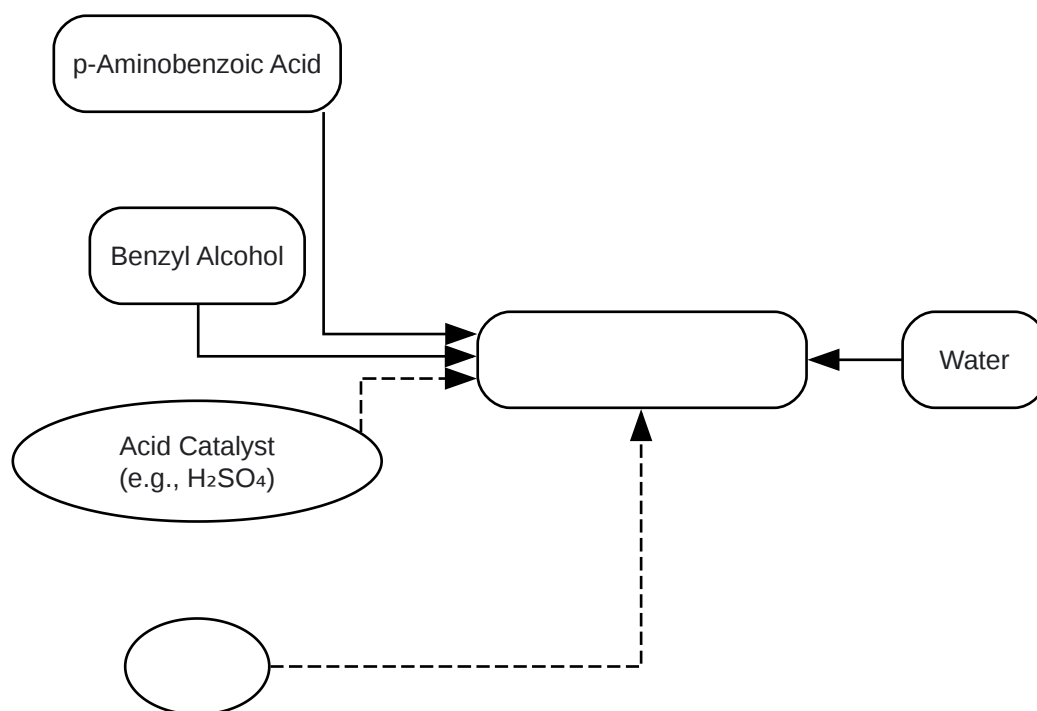 p-Aminobenzoic Acid
Benzyl Alcohol
Water
Acid Catalyst
(e.g., H₂SO₄)